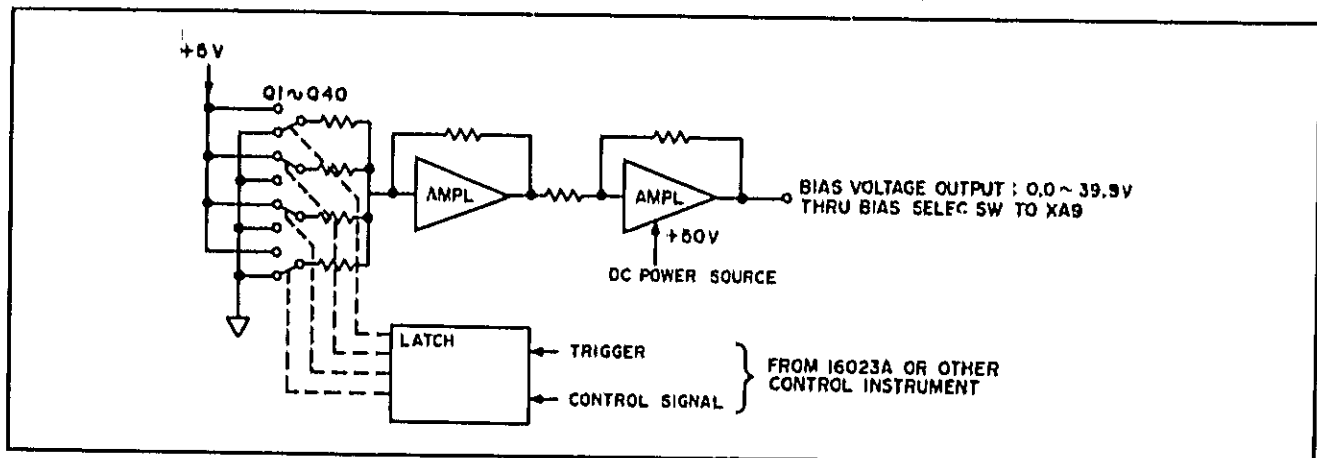 +5V
Q1~Q40
AMPL
AMPL
BIAS VOLTAGE OUTPUT : 0.0 ~ 39.9V
THRU BIAS SELEC SW TO XA9
+50V
DC POWER SOURCE
LATCH
TRIGGER
CONTROL SIGNAL
FROM 16023A OR OTHER
CONTROL INSTRUMENT